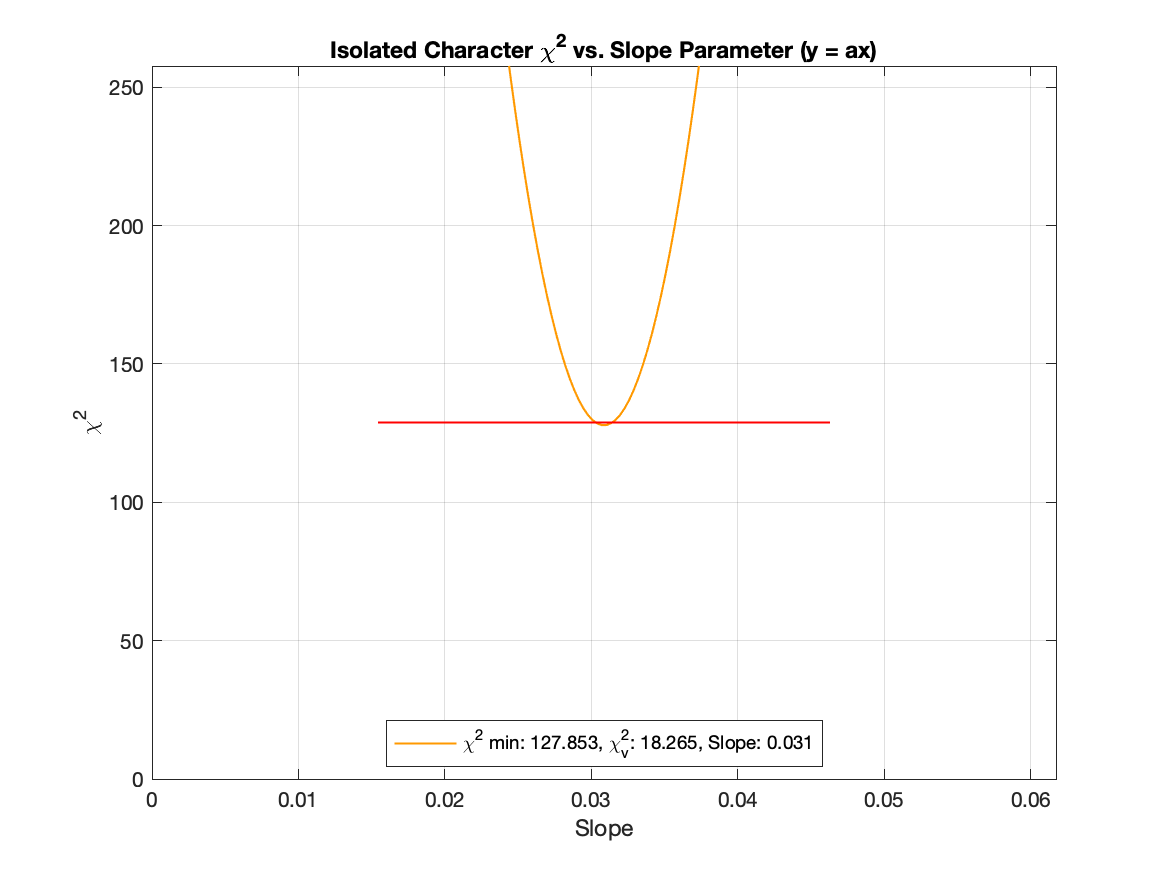 Isolated Character χ² vs. Slope Parameter (y = ax)
250
200
150
100
50
0
χ²
0 0.01 0.02 0.03 0.04 0.05 0.06
Slope
χ² min: 127.853, χ²ᵥ: 18.265, Slope: 0.031